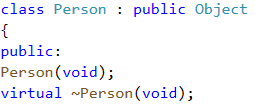 class Person : public Object
{
public:
Person(void);
virtual ~Person(void);